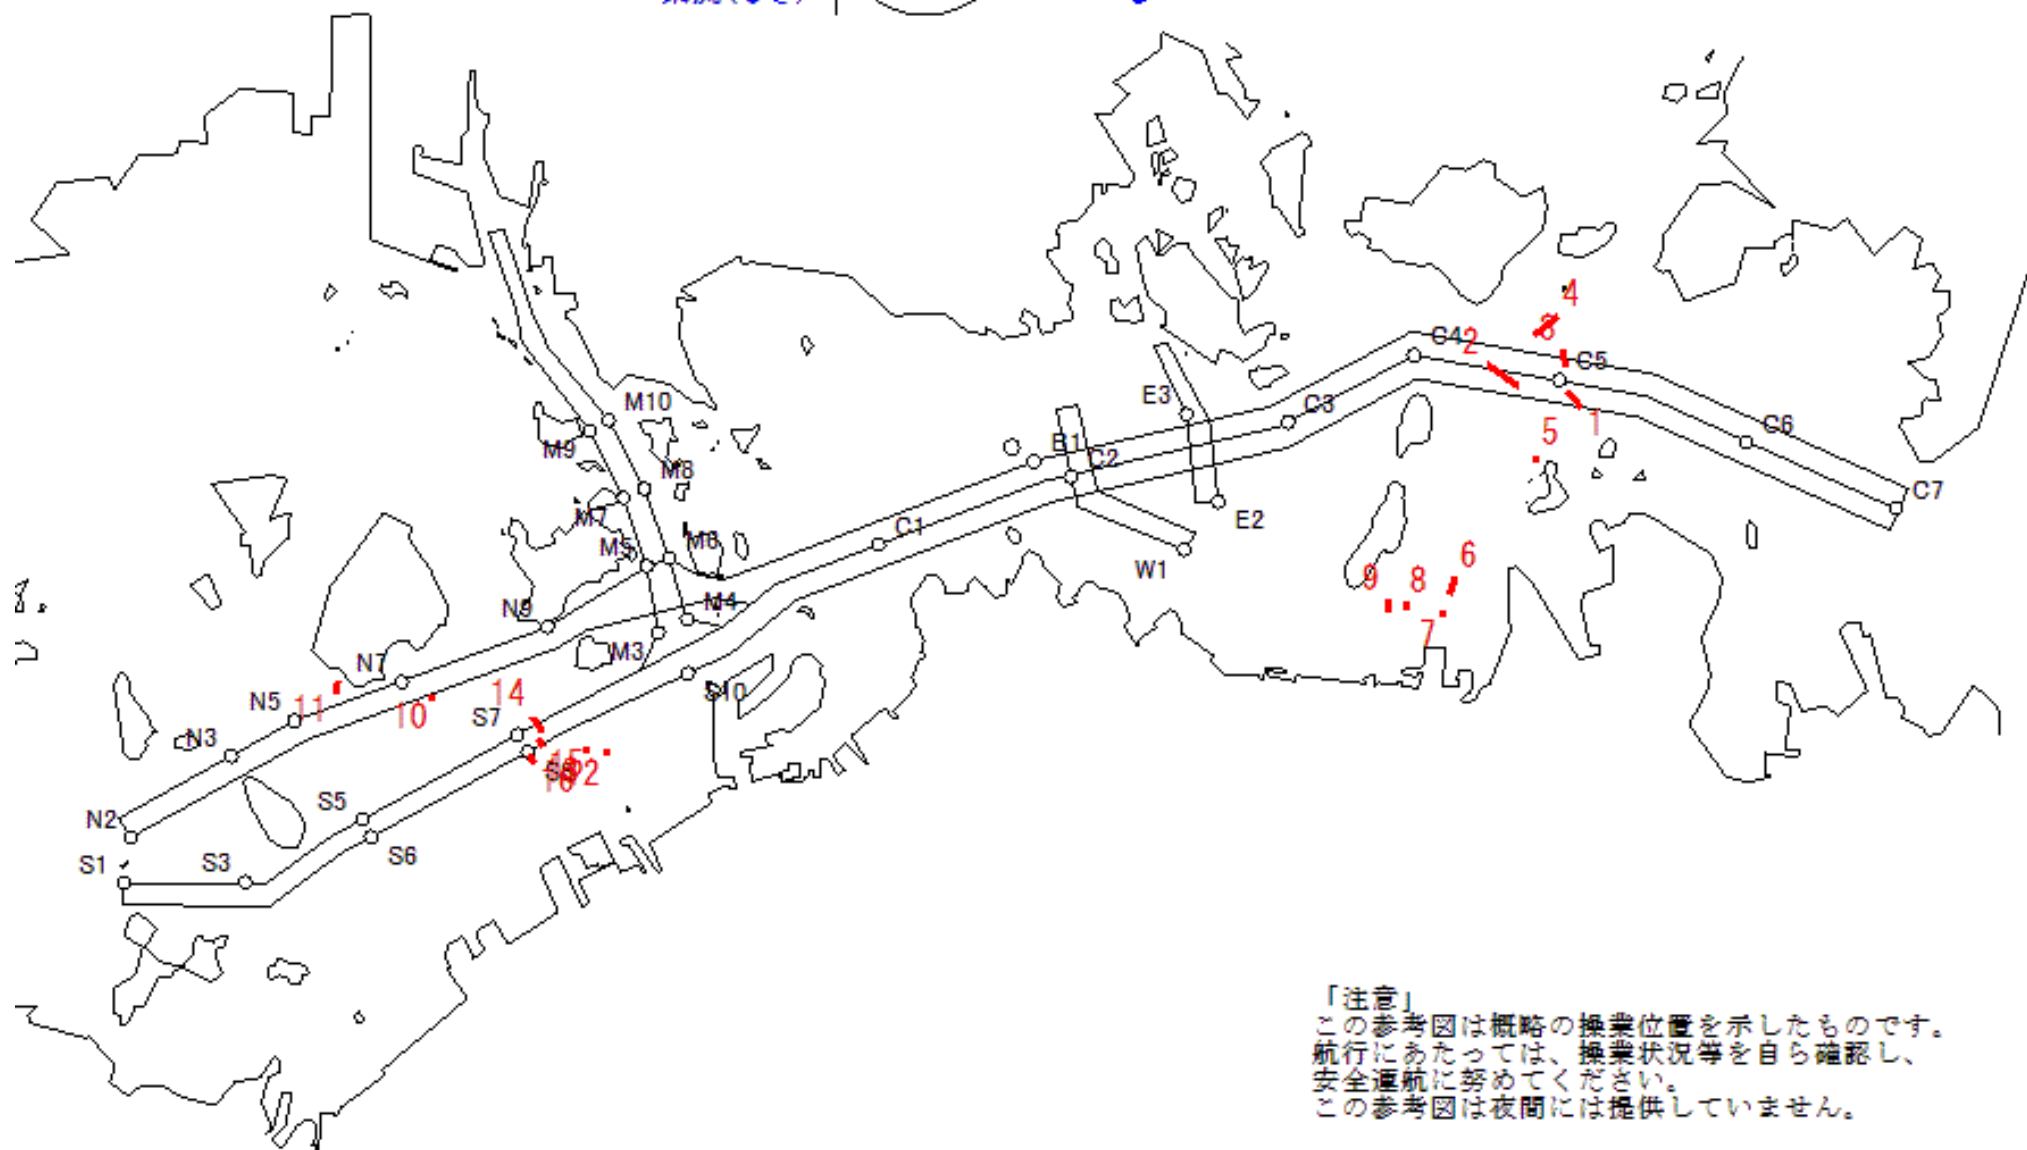 4
3
2
C4
C5
M10
E3
C3
1
C6
5
M9
B1
M8
C2
C7
M7
E2
C1
M5
M6
W1
6
9
8
N9
M4
7
M3
N7
11
N5
10
14
S10
S7
N3
S5
N2
S6
S1
S3
「注意」
この参考図は概略の操業位置を示したものです。
航行にあたっては、操業状況等を自ら確認し、
安全運航に努めてください。
この参考図は夜間には提供していません。